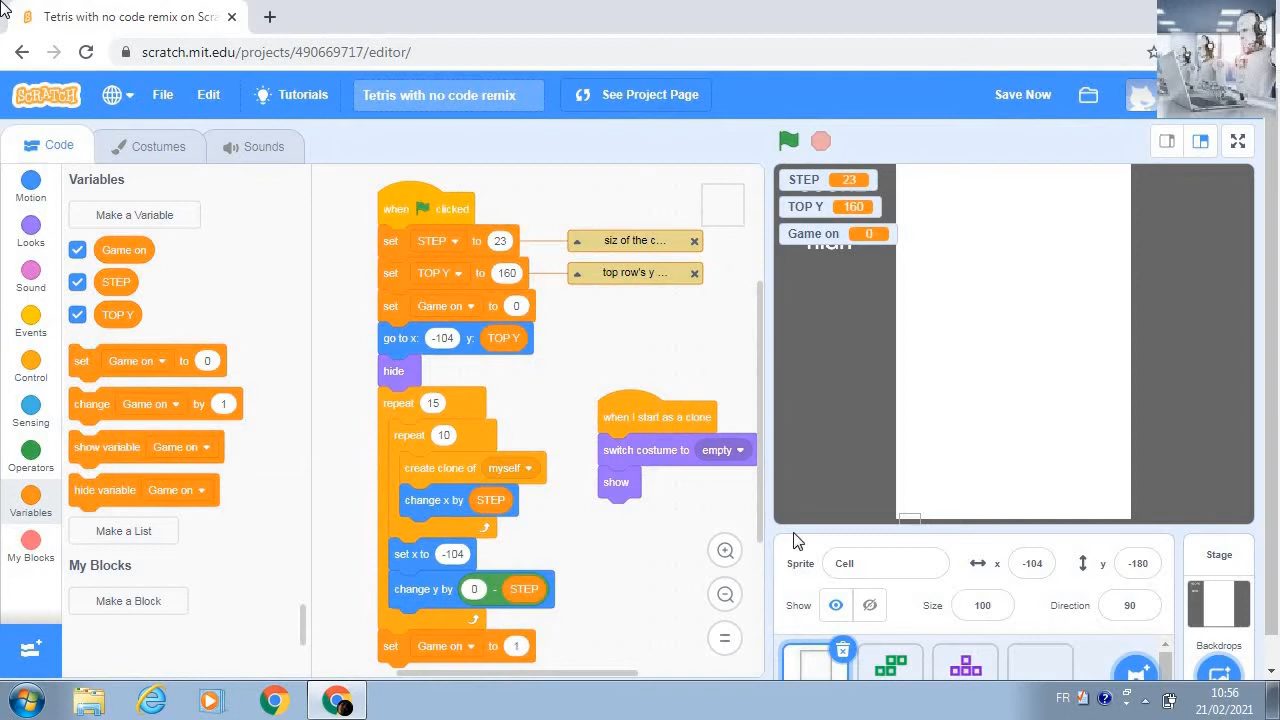 Tetris with no code remix on Scra
scratch.mit.edu/projects/490669717/editor/
SCRATCH
File
Edit
Tutorials
Tetris with no code remix
See Project Page
Save Now
Code
Costumes
Sounds
Motion
Looks
Sound
Events
Control
Sensing
Operators
Variables
My Blocks
Variables
Make a Variable
Game on
STEP
TOP Y
set Game on to 0
change Game on by 1
show variable Game on
hide variable Game on
Make a List
My Blocks
Make a Block
when clicked
set STEP to 23
siz of the c...
set TOP Y to 160
top row's y ...
set Game on to 0
go to x: -104 y: TOP Y
hide
repeat 15
repeat 10
create clone of myself
change x by STEP
set x to -104
change y by 0 - STEP
set Game on to 1
when I start as a clone
switch costume to empty
show
STEP 23
TOP Y 160
Game on 0
Sprite Cell x -104 y -180
Show Size 100 Direction 90
Stage
Backdrops
FR
10:56
21/02/2021